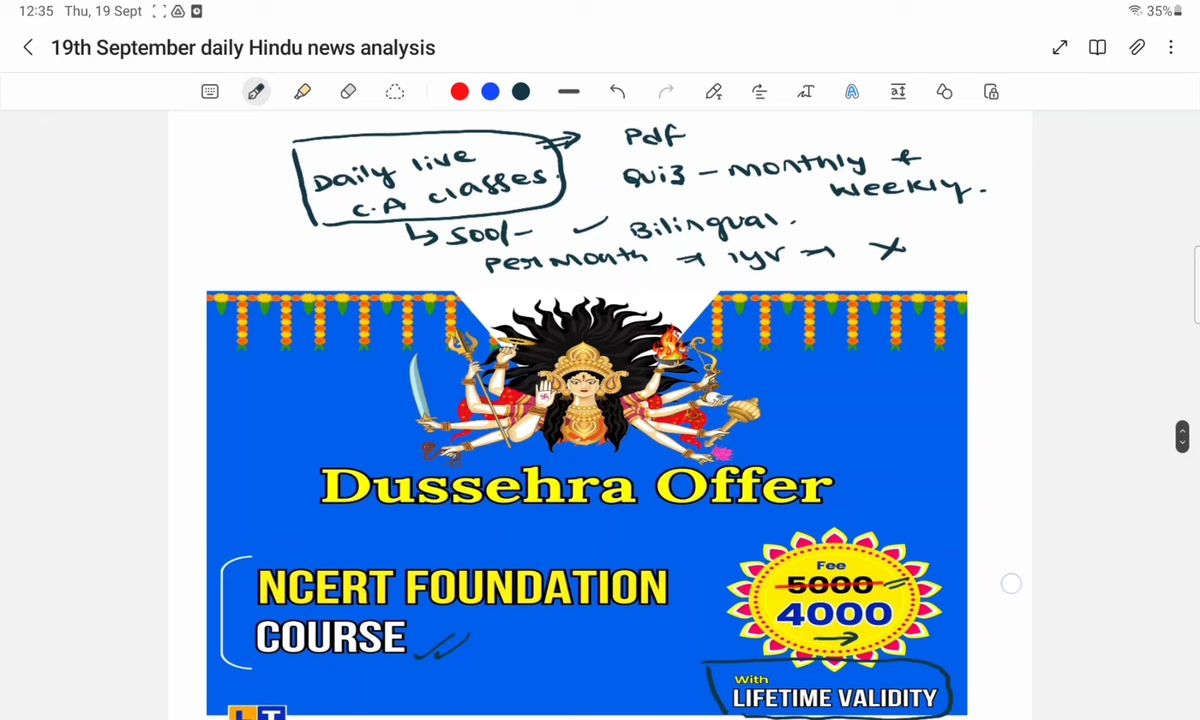 12:35 Thu, 19 Sept
35%
19th September daily Hindu news analysis
Daily live
C.A classes.
Pdf
Quiz - monthly &
weekly.
↳ 500/- ✓ Bilingual.
per month → 1yr → X
Dussehra Offer
NCERT FOUNDATION
COURSE
Fee
5000
4000
With
LIFETIME VALIDITY